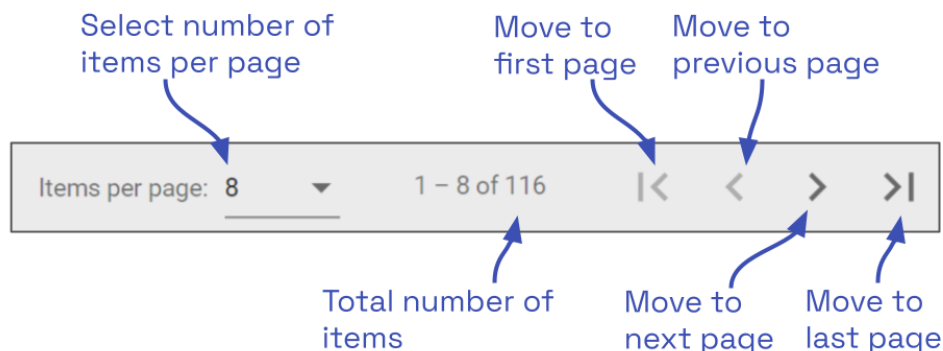 Select number of
items per page
Move to
first page
Move to
previous page
Items per page: 8
1 – 8 of 116
Total number of
items
Move to
next page
Move to
last page